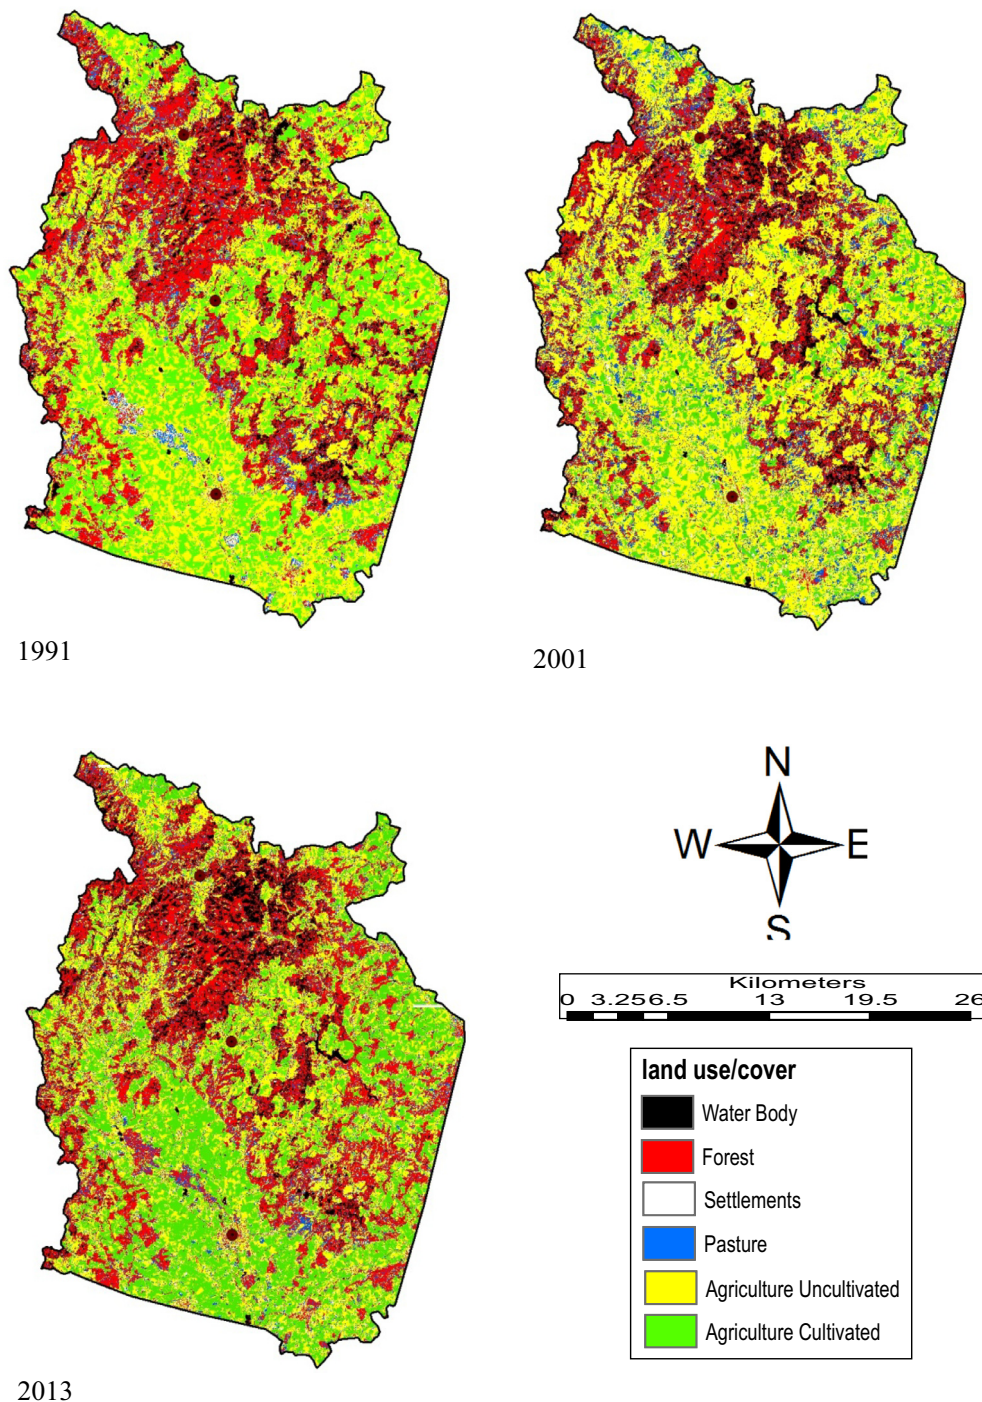 1991
2001
N
W E
S
Kilometers
0 3.25 6.5 13 19.5 26
land use/cover
Water Body
Forest
Settlements
Pasture
Agriculture Uncultivated
Agriculture Cultivated
2013